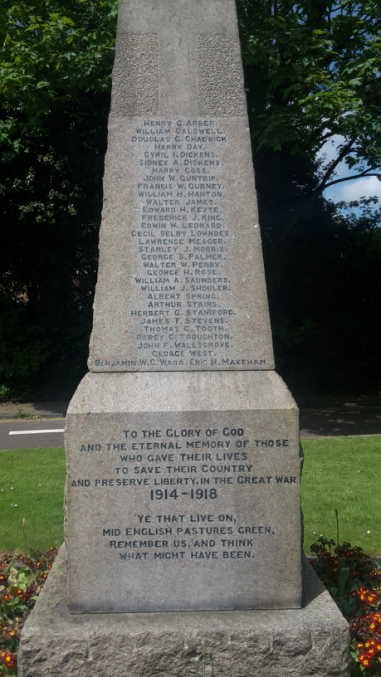 HENRY G. ARBER.
WILLIAM CALDWELL.
DOUGLAS G. CHADWICK.
HARRY DAY.
CYRIL I. DICKENS.
SIDNEY A. DICKENS.
HARRY GOSS.
JOHN W. GUNTRIP.
FRANCIS W. GURNEY.
WILLIAM H. HANTON.
WALTER JAMES.
EDWARD H. KEYTE.
FREDERICK J. KING.
EDWIN W. LEONARD.
CECIL SELBY LOWNDES.
LAWRENCE MEAGER.
STANLEY J. MORRIS.
GEORGE S. PALMER.
WALTER W. PERRY.
GEORGE H. ROSE.
WILLIAM A. SAUNDERS.
WILLIAM J. SHOULER.
ALBERT SPRING.
ARTHUR STAIRS.
HERBERT G. STANIFORD.
JAMES F. STEVENS.
THOMAS C. TOOTH.
PERCY C. TROUGHTON.
JOHN F. WALLSGROVE.
GEORGE WEST.
BENJAMIN W.C. WARD. ERIC H. MAKEHAM.
TO THE GLORY OF GOD
AND THE ETERNAL MEMORY OF THOSE
WHO GAVE THEIR LIVES
TO SAVE THEIR COUNTRY
AND PRESERVE LIBERTY, IN THE GREAT WAR
1914-1918
YE THAT LIVE ON,
MID ENGLISH PASTURES GREEN,
REMEMBER US, AND THINK
WHAT MIGHT HAVE BEEN.